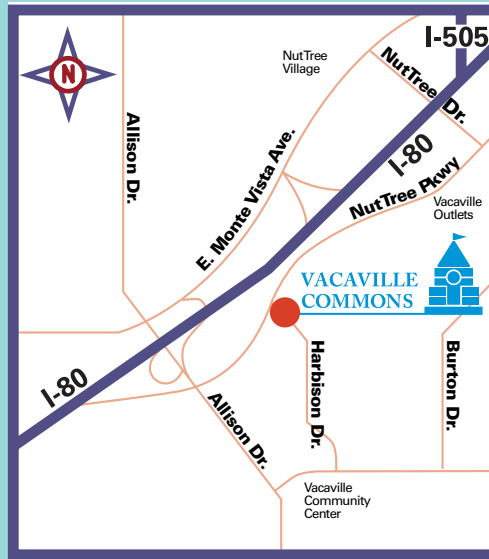 I-505
NutTree
Village
NutTree Dr.
N
Allison Dr.
E. Monte Vista Ave.
I-80
NutTree Pkwy
Vacaville
Outlets
VACAVILLE
COMMONS
I-80
Harbison Dr.
Burton Dr.
Allison Dr.
Vacaville
Community
Center